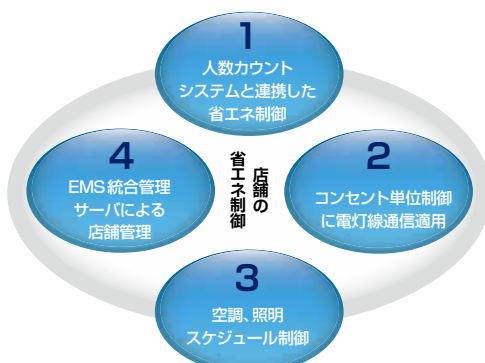 1
人数カウント
システムと連携した
省エネ制御
2
コンセント単位制御
に電灯線通信適用
3
空調、照明
スケジュール制御
4
EMS統合管理
サーバによる
店舗管理
店舗の
省エネ制御